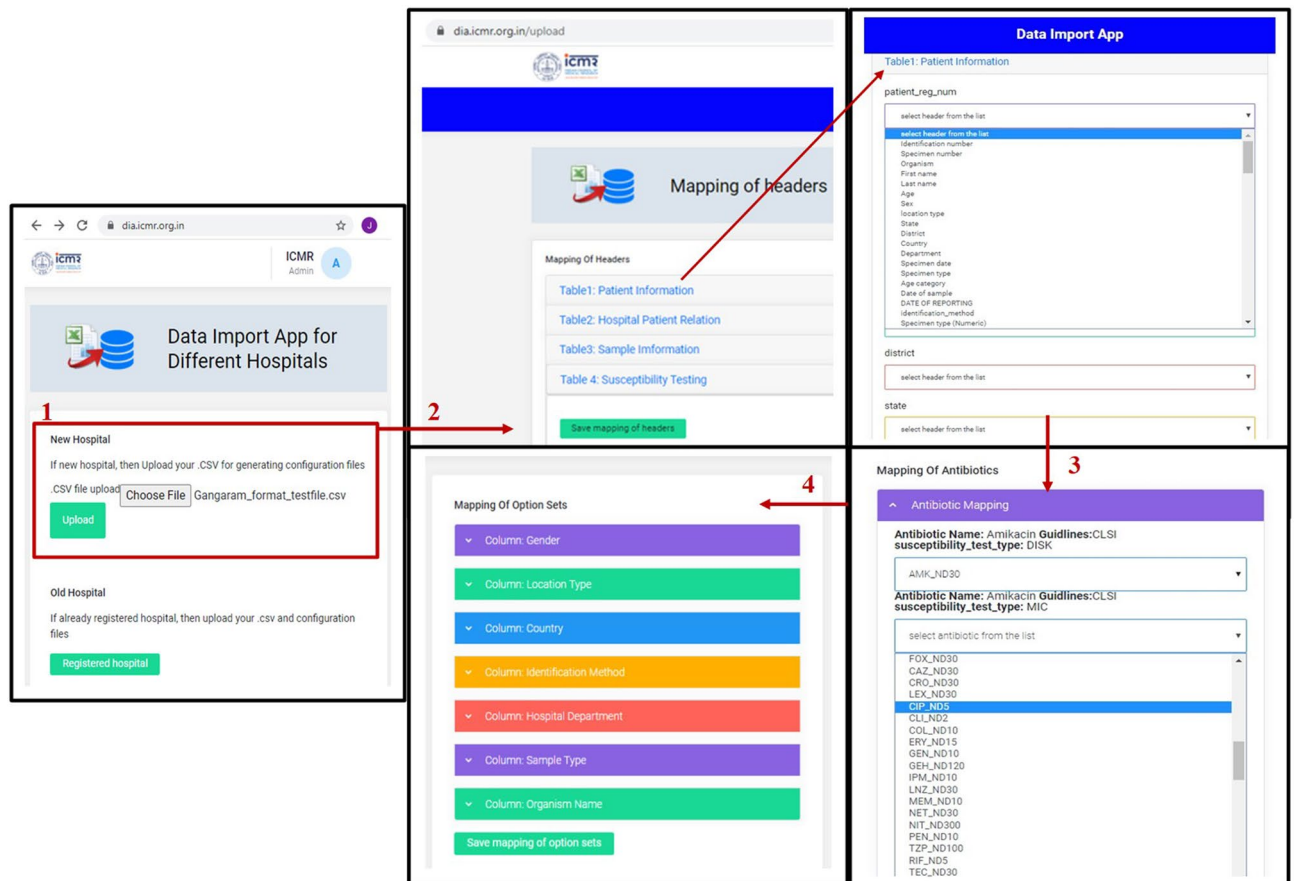 dia.icmr.org.in
J
icmr
ICMR
Admin
A
Data Import App for
Different Hospitals
1
New Hospital
If new hospital, then Upload your .CSV for generating configuration files
.CSV file upload Choose File Gangaram_format_testfile.csv
Upload
Old Hospital
If already registered hospital, then upload your .csv and configuration
files
Registered hospital
2
dia.icmr.org.in/upload
icmr
Mapping of headers
Mapping Of Headers
Table1: Patient Information
Table2: Hospital Patient Relation
Table3: Sample Imformation
Table 4: Susceptibility Testing
Save mapping of headers
Data Import App
Table1: Patient Information
patient_reg_num
select header from the list
select header from the list
Identification number
Specimen number
Organism
First name
Last name
Age
Sex
location type
State
District
Country
Department
Specimen date
Specimen type
Age category
Date of sample
DATE OF REPORTING
identification_method
Specimen type (Numeric)
district
select header from the list
state
select header from the list
3
Mapping Of Antibiotics
Antibiotic Mapping
Antibiotic Name: Amikacin Guidlines:CLSI
susceptibility_test_type: DISK
AMK_ND30
Antibiotic Name: Amikacin Guidlines:CLSI
susceptibility_test_type: MIC
select antibiotic from the list
FOX_ND30
CAZ_ND30
CRO_ND30
LEX_ND30
CIP_ND5
CLI_ND2
COL_ND10
ERY_ND15
GEN_ND10
GEH_ND120
IPM_ND10
LNZ_ND30
MEM_ND10
NET_ND30
NIT_ND300
PEN_ND10
TZP_ND100
RIF_ND5
TEC_ND30
4
Mapping Of Option Sets
Column: Gender
Column: Location Type
Column: Country
Column: Identification Method
Column: Hospital Department
Column: Sample Type
Column: Organism Name
Save mapping of option sets